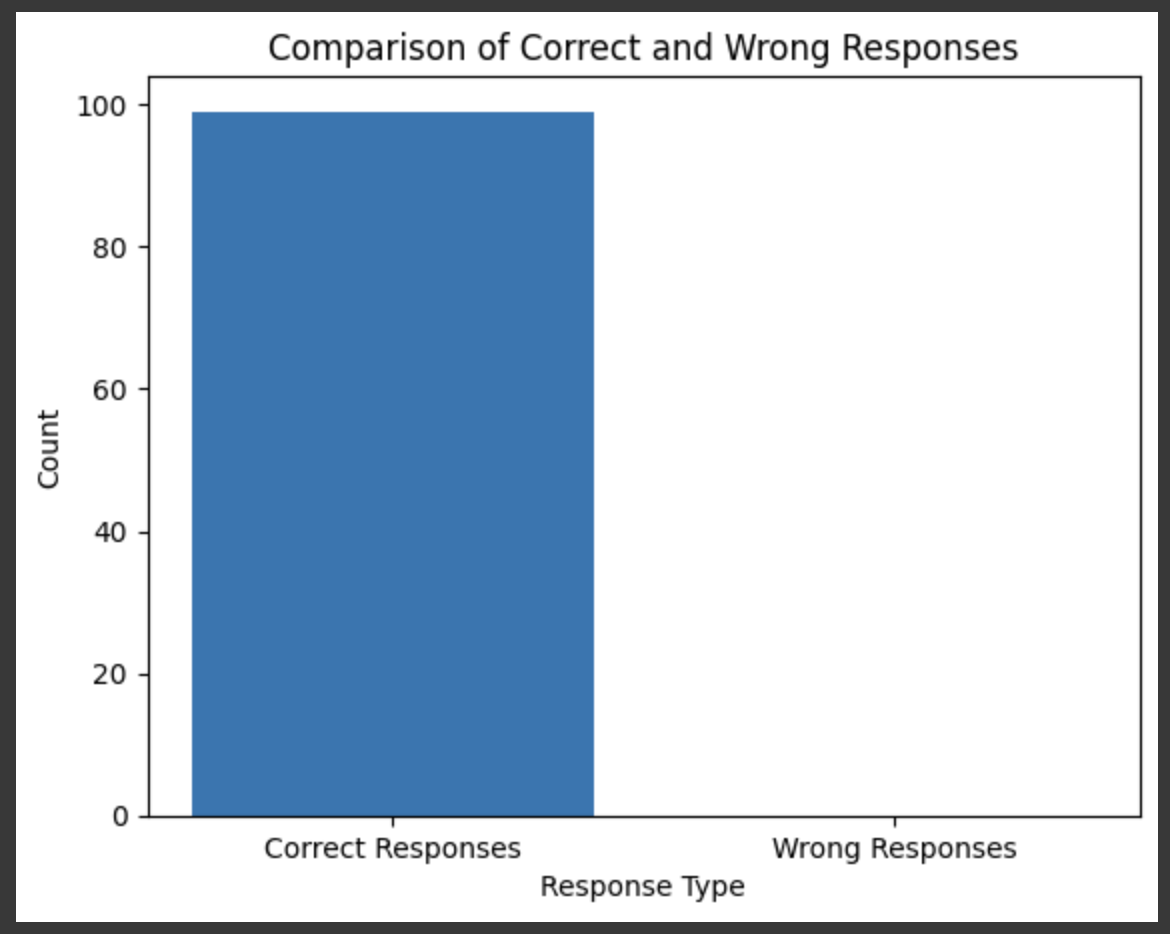 Comparison of Correct and Wrong Responses
100
80
60
40
20
0
Count
Correct Responses
Wrong Responses
Response Type